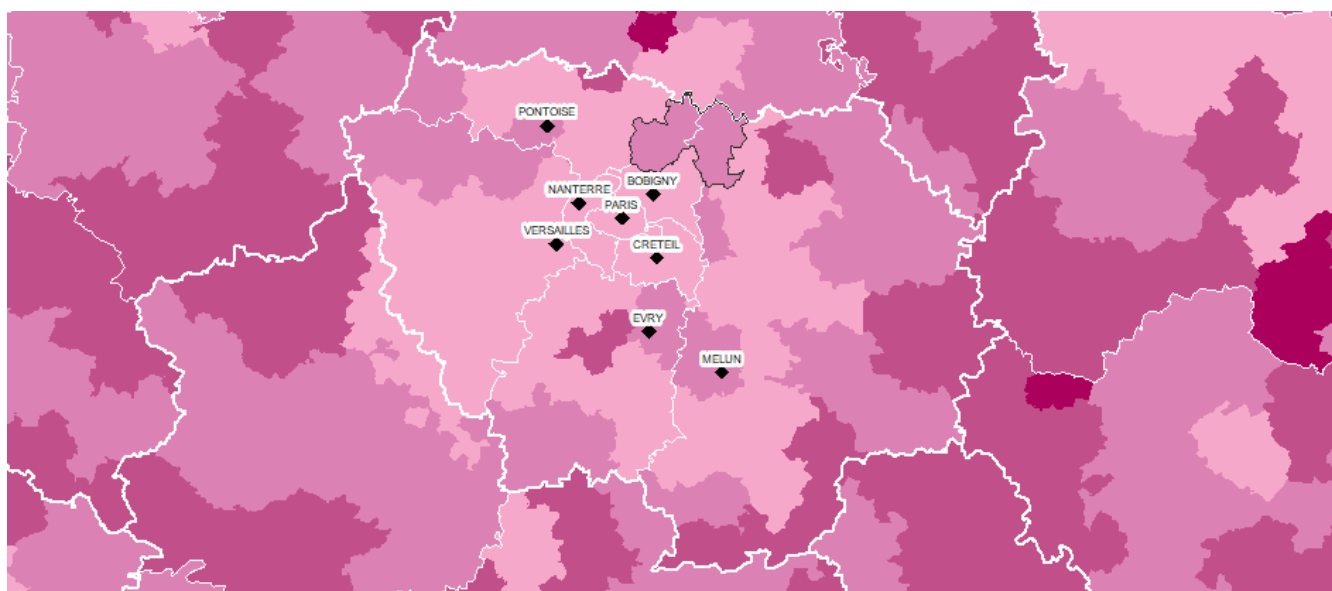 PONTOISE
BOBIGNY
NANTERRE
PARIS
VERSAILLES
CRETEIL
EVRY
MELUN